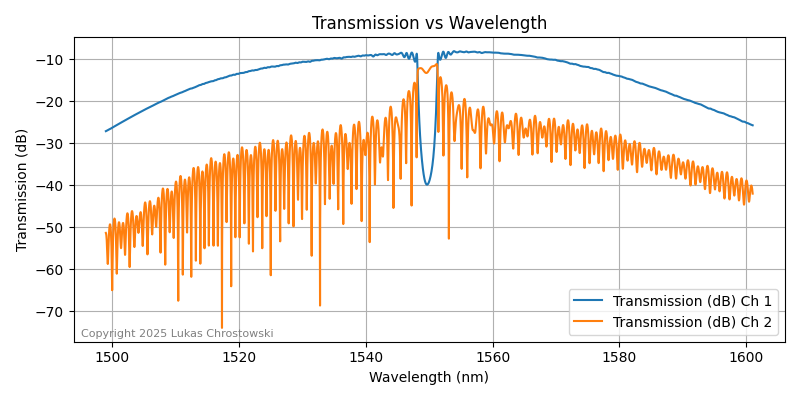 Transmission vs Wavelength
Transmission (dB)
−10
−20
−30
−40
−50
−60
−70
Transmission (dB) Ch 1
Transmission (dB) Ch 2
Copyright 2025 Lukas Chrostowski
1500
1520
1540
1560
1580
1600
Wavelength (nm)